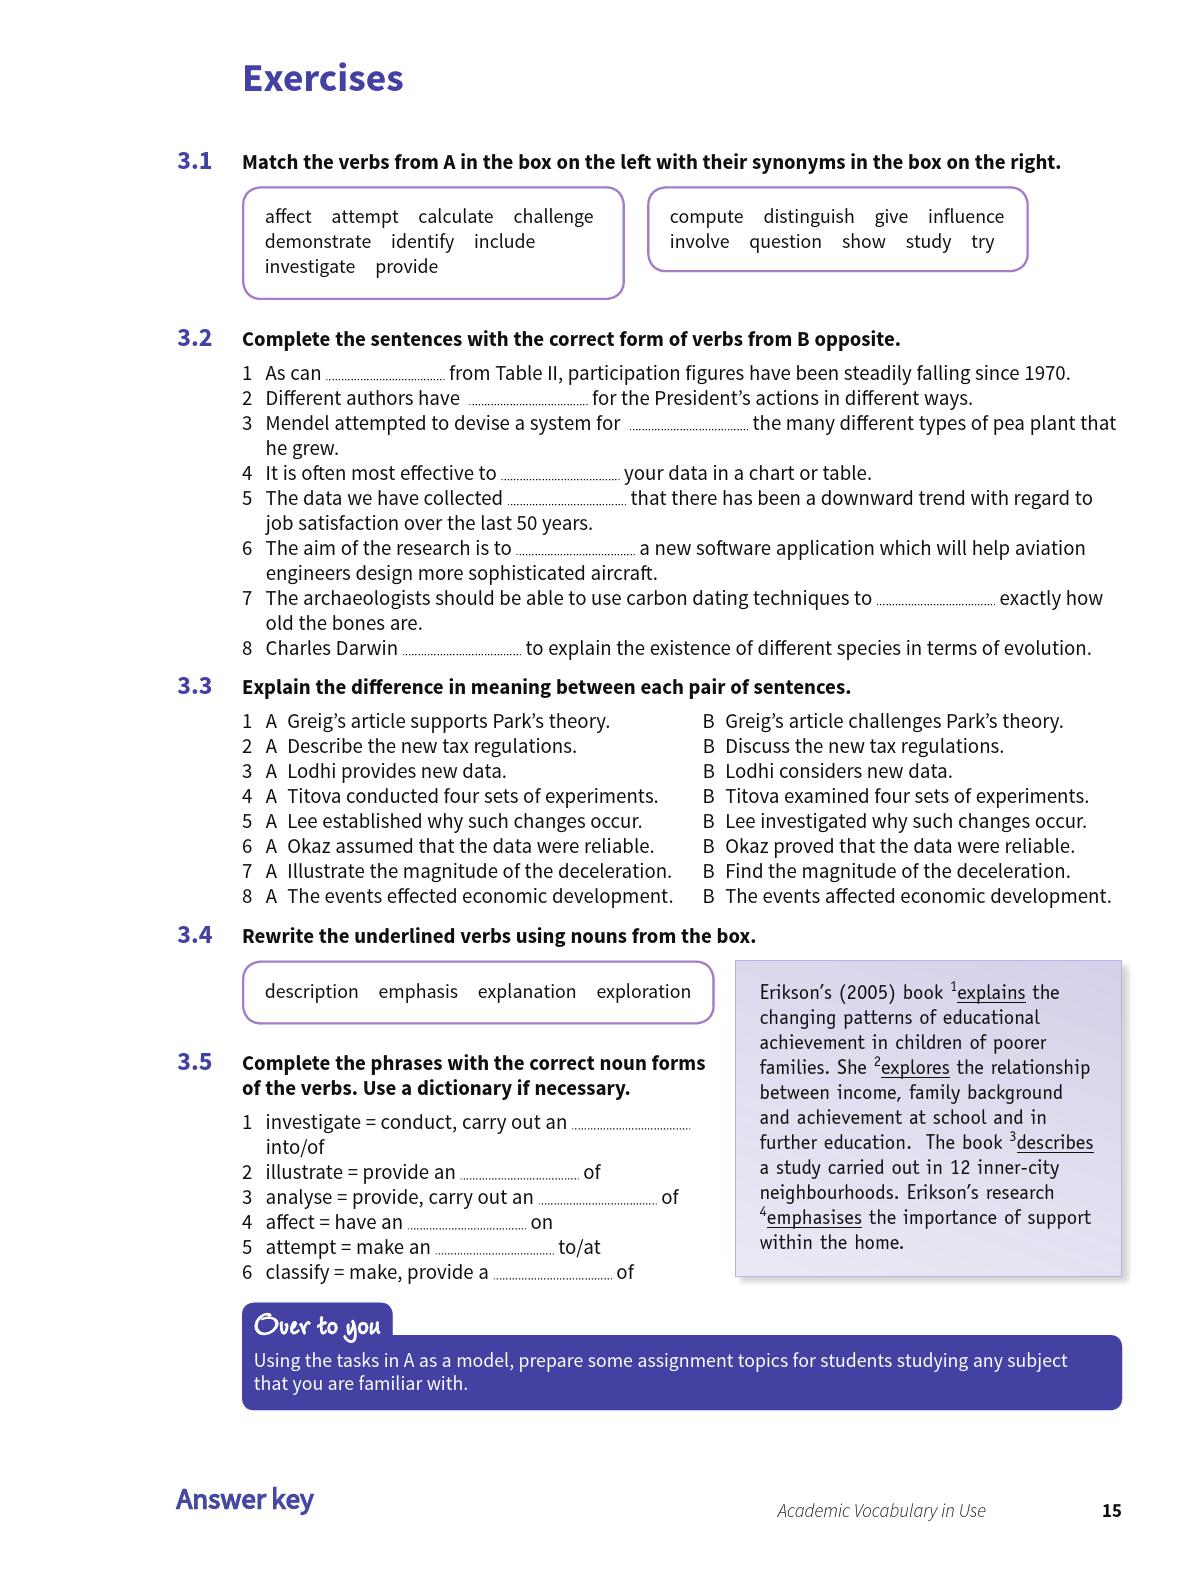 Exercises
3.1 Match the verbs from A in the box on the left with their synonyms in the box on the right.
affect attempt calculate challenge
demonstrate identify include
investigate provide
compute distinguish give influence
involve question show study try
3.2 Complete the sentences with the correct form of verbs from B opposite.
1 As can .............................. from Table II, participation figures have been steadily falling since 1970.
2 Different authors have .............................. for the President’s actions in different ways.
3 Mendel attempted to devise a system for .............................. the many different types of pea plant that
he grew.
4 It is often most effective to .............................. your data in a chart or table.
5 The data we have collected .............................. that there has been a downward trend with regard to
job satisfaction over the last 50 years.
6 The aim of the research is to .............................. a new software application which will help aviation
engineers design more sophisticated aircraft.
7 The archaeologists should be able to use carbon dating techniques to .............................. exactly how
old the bones are.
8 Charles Darwin .............................. to explain the existence of different species in terms of evolution.
3.3 Explain the difference in meaning between each pair of sentences.
1 A Greig’s article supports Park’s theory. B Greig’s article challenges Park’s theory.
2 A Describe the new tax regulations. B Discuss the new tax regulations.
3 A Lodhi provides new data. B Lodhi considers new data.
4 A Titova conducted four sets of experiments. B Titova examined four sets of experiments.
5 A Lee established why such changes occur. B Lee investigated why such changes occur.
6 A Okaz assumed that the data were reliable. B Okaz proved that the data were reliable.
7 A Illustrate the magnitude of the deceleration. B Find the magnitude of the deceleration.
8 A The events effected economic development. B The events affected economic development.
3.4 Rewrite the underlined verbs using nouns from the box.
description emphasis explanation exploration
Erikson’s (2005) book 1explains the
changing patterns of educational
achievement in children of poorer
families. She 2explores the relationship
between income, family background
and achievement at school and in
further education. The book 3describes
a study carried out in 12 inner-city
neighbourhoods. Erikson’s research
4emphasises the importance of support
within the home.
3.5 Complete the phrases with the correct noun forms
of the verbs. Use a dictionary if necessary.
1 investigate = conduct, carry out an ..............................
into/of
2 illustrate = provide an .............................. of
3 analyse = provide, carry out an .............................. of
4 affect = have an .............................. on
5 attempt = make an .............................. to/at
6 classify = make, provide a .............................. of
Over to you
Using the tasks in A as a model, prepare some assignment topics for students studying any subject
that you are familiar with.
Answer key
Academic Vocabulary in Use 15